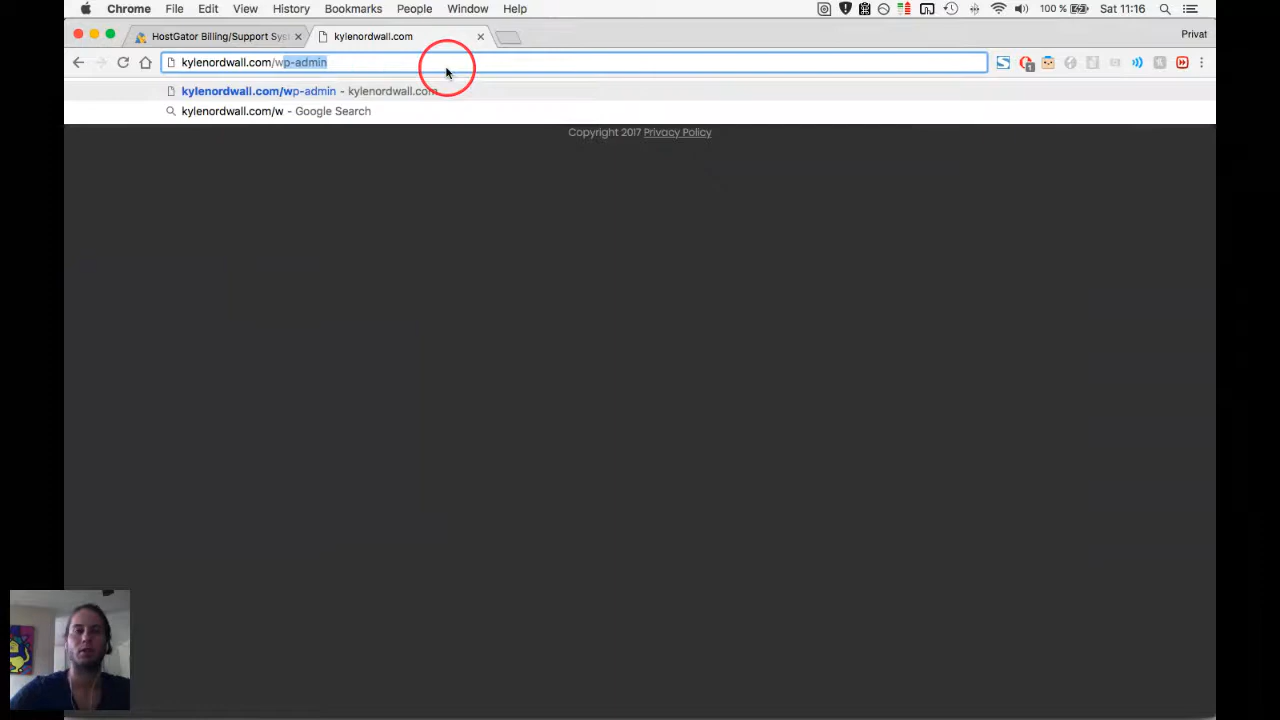 Chrome File Edit View History Bookmarks People Window Help 100 % Sat 11:16
HostGator Billing/Support Sys kylenordwall.com Privat
kylenordwall.com/wp-admin
kylenordwall.com/wp-admin - kylenordwall.com
kylenordwall.com/w - Google Search
Copyright 2017 Privacy Policy